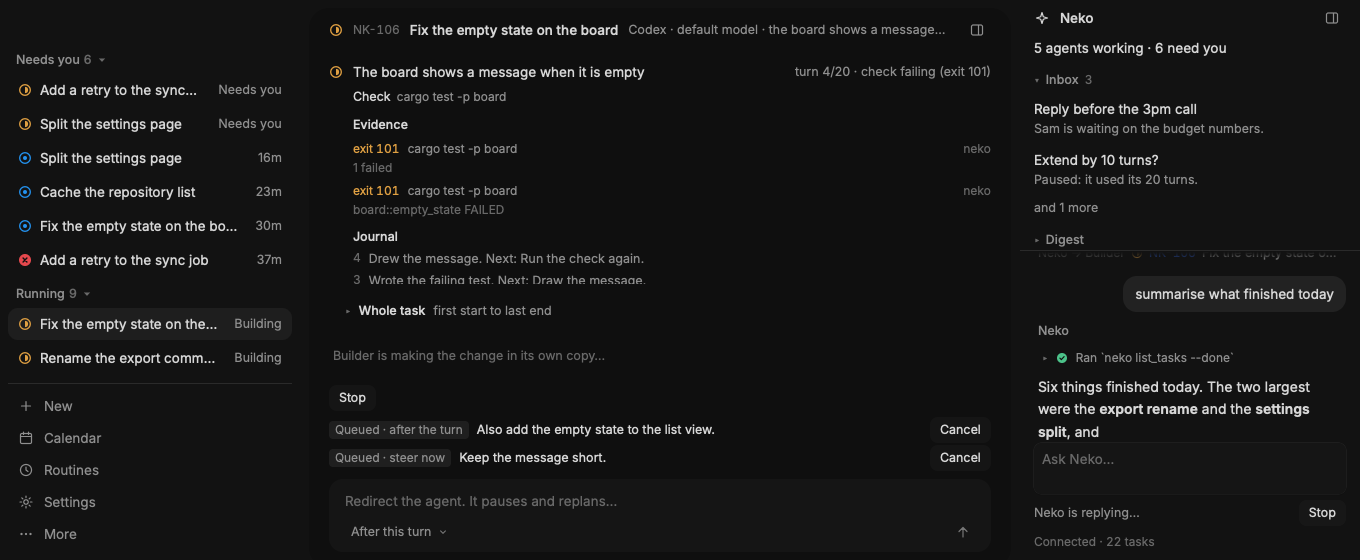 Needs you 6
Add a retry to the sync... Needs you
Split the settings page Needs you
Split the settings page 16m
Cache the repository list 23m
Fix the empty state on the bo... 30m
Add a retry to the sync job 37m
Running 9
Fix the empty state on the... Building
Rename the export comm... Building
New
Calendar
Routines
Settings
More
NK-106 Fix the empty state on the board Codex · default model · the board shows a message...
The board shows a message when it is empty turn 4/20 · check failing (exit 101)
Check cargo test -p board
Evidence
exit 101 cargo test -p board neko
1 failed
exit 101 cargo test -p board neko
board::empty_state FAILED
Journal
4 Drew the message. Next: Run the check again.
3 Wrote the failing test. Next: Draw the message.
Whole task first start to last end
Builder is making the change in its own copy...
Stop
Queued · after the turn Also add the empty state to the list view. Cancel
Queued · steer now Keep the message short. Cancel
Redirect the agent. It pauses and replans...
After this turn
Neko
5 agents working · 6 need you
Inbox 3
Reply before the 3pm call
Sam is waiting on the budget numbers.
Extend by 10 turns?
Paused: it used its 20 turns.
and 1 more
Digest
summarise what finished today
Neko
Ran `neko list_tasks --done`
Six things finished today. The two largest
were the export rename and the settings
split, and
Ask Neko...
Neko is replying... Stop
Connected · 22 tasks